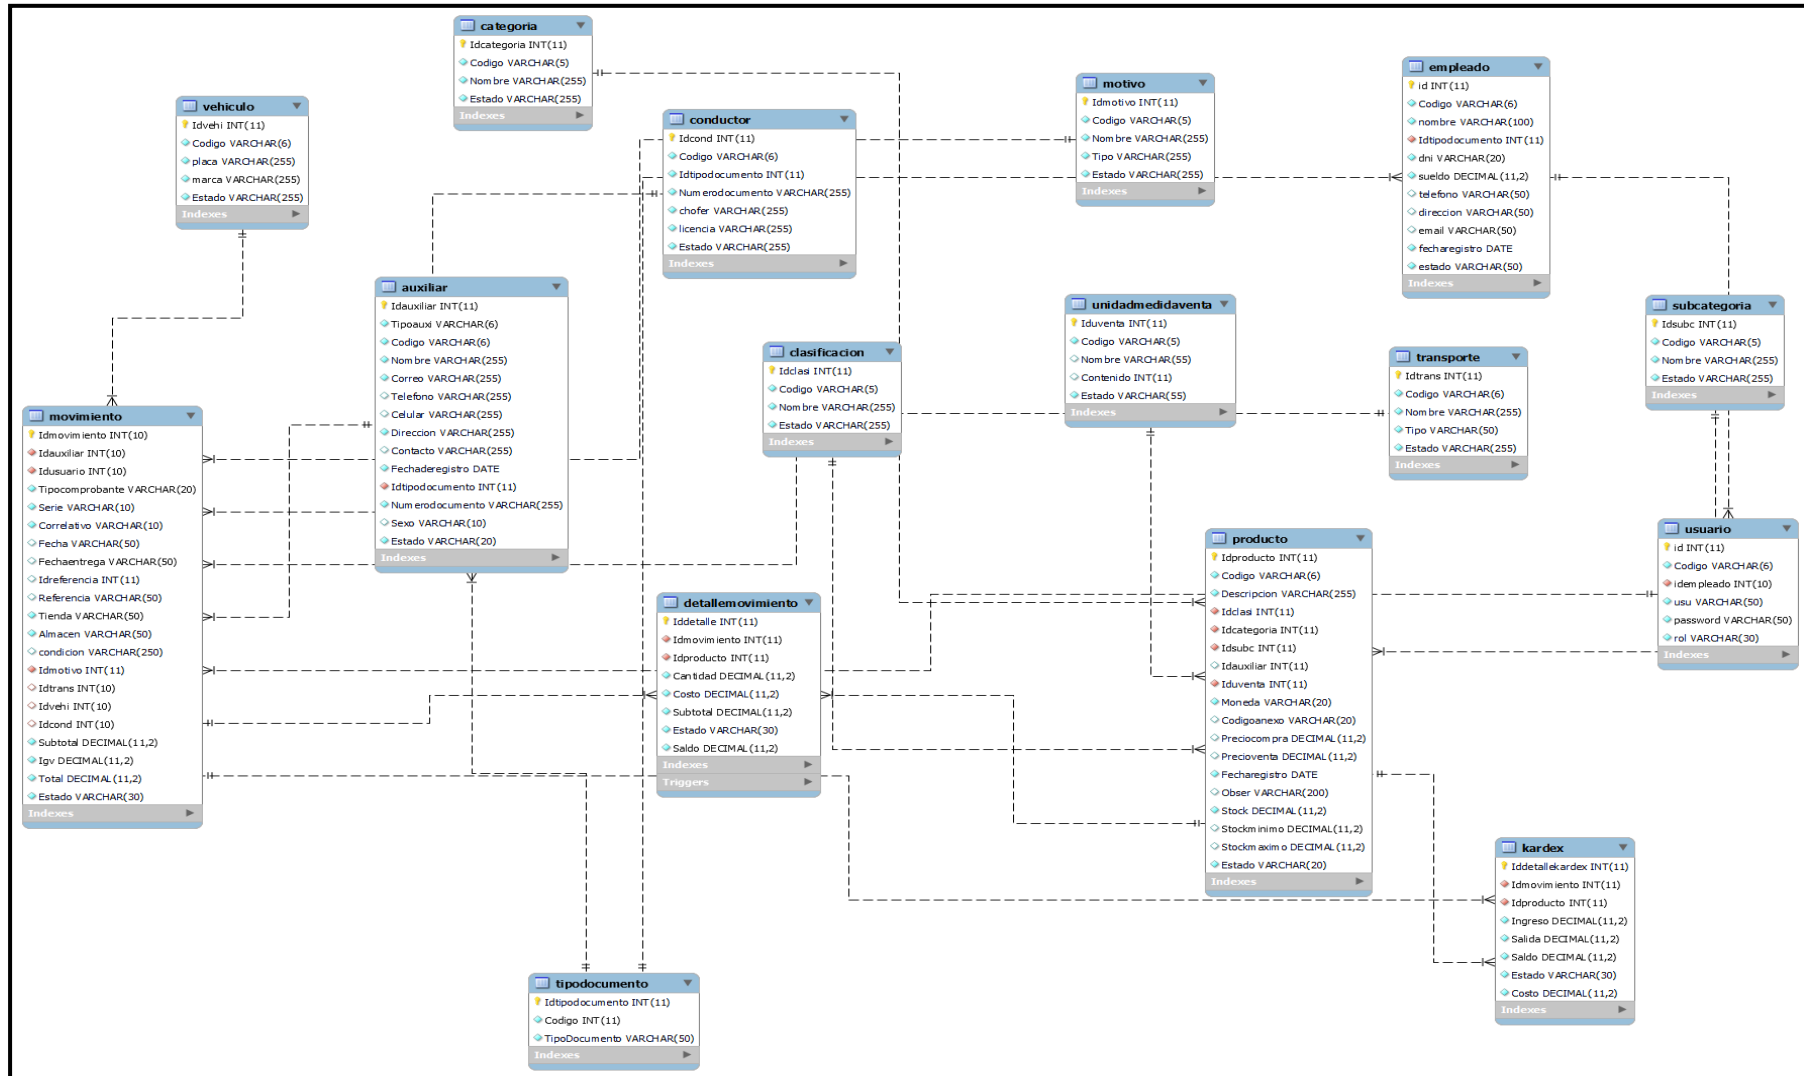 categoria
Idcategoria INT(11)
Codigo VARCHAR(5)
Nombre VARCHAR(255)
Estado VARCHAR(255)
Indexes
vehiculo
Idvehi INT(11)
Codigo VARCHAR(6)
placa VARCHAR(255)
marca VARCHAR(255)
Estado VARCHAR(255)
Indexes
conductor
Idcond INT(11)
Codigo VARCHAR(6)
Idtipodocumento INT(11)
Numerodocumento VARCHAR(255)
chofer VARCHAR(255)
licencia VARCHAR(255)
Estado VARCHAR(255)
Indexes
motivo
Idmotivo INT(11)
Codigo VARCHAR(5)
Nombre VARCHAR(255)
Tipo VARCHAR(255)
Estado VARCHAR(255)
Indexes
empleado
id INT(11)
Codigo VARCHAR(6)
nombre VARCHAR(100)
Idtipodocumento INT(11)
dni VARCHAR(20)
sueldo DECIMAL(11,2)
telefono VARCHAR(50)
direccion VARCHAR(50)
email VARCHAR(50)
fecharegistro DATE
estado VARCHAR(50)
Indexes
auxiliar
Idauxiliar INT(11)
Tipoauxi VARCHAR(6)
Codigo VARCHAR(6)
Nombre VARCHAR(255)
Correo VARCHAR(255)
Telefono VARCHAR(255)
Celular VARCHAR(255)
Direccion VARCHAR(255)
Contacto VARCHAR(255)
Fechaderegistro DATE
Idtipodocumento INT(11)
Numerodocumento VARCHAR(255)
Sexo VARCHAR(10)
Estado VARCHAR(20)
Indexes
clasificacion
Idclasi INT(11)
Codigo VARCHAR(5)
Nombre VARCHAR(255)
Estado VARCHAR(255)
unidadmedidaventa
Iduventa INT(11)
Codigo VARCHAR(5)
Nombre VARCHAR(55)
Contenido INT(11)
Estado VARCHAR(55)
Indexes
transporte
Idtrans INT(11)
Codigo VARCHAR(6)
Nombre VARCHAR(255)
Tipo VARCHAR(50)
Estado VARCHAR(255)
Indexes
subcategoria
Idsubc INT(11)
Codigo VARCHAR(5)
Nombre VARCHAR(255)
Estado VARCHAR(255)
Indexes
movimiento
Idmovimiento INT(10)
Idauxiliar INT(10)
Idusuario INT(10)
Tipocomprobante VARCHAR(20)
Serie VARCHAR(10)
Correlativo VARCHAR(10)
Fecha VARCHAR(50)
Fechaentrega VARCHAR(50)
Idreferencia INT(11)
Referencia VARCHAR(50)
Tienda VARCHAR(50)
Almacen VARCHAR(50)
condicion VARCHAR(250)
Idmotivo INT(11)
Idtrans INT(10)
Idvehi INT(10)
Idcond INT(10)
Subtotal DECIMAL(11,2)
Igv DECIMAL(11,2)
Total DECIMAL(11,2)
Estado VARCHAR(30)
Indexes
detallemovimiento
Iddetalle INT(11)
Idmovimiento INT(11)
Idproducto INT(11)
Cantidad DECIMAL(11,2)
Costo DECIMAL(11,2)
Subtotal DECIMAL(11,2)
Estado VARCHAR(30)
Saldo DECIMAL(11,2)
Indexes
Triggers
producto
Idproducto INT(11)
Codigo VARCHAR(6)
Descripcion VARCHAR(255)
Idclasi INT(11)
Idcategoria INT(11)
Idsubc INT(11)
Idauxiliar INT(11)
Iduventa INT(11)
Moneda VARCHAR(20)
Codigoanexo VARCHAR(20)
Preciocompra DECIMAL(11,2)
Precioventa DECIMAL(11,2)
Fecharegistro DATE
Obser VARCHAR(200)
Stock DECIMAL(11,2)
Stockminimo DECIMAL(11,2)
Stockmaximo DECIMAL(11,2)
Estado VARCHAR(20)
Indexes
usuario
id INT(11)
Codigo VARCHAR(6)
idempleado INT(10)
usu VARCHAR(50)
password VARCHAR(50)
rol VARCHAR(30)
Indexes
kardex
Iddetallekardex INT(11)
Idmovimiento INT(11)
Idproducto INT(11)
Ingreso DECIMAL(11,2)
Salida DECIMAL(11,2)
Saldo DECIMAL(11,2)
Estado VARCHAR(30)
Costo DECIMAL(11,2)
Indexes
tipodocumento
Idtipodocumento INT(11)
Codigo INT(11)
TipoDocumento VARCHAR(50)
Indexes